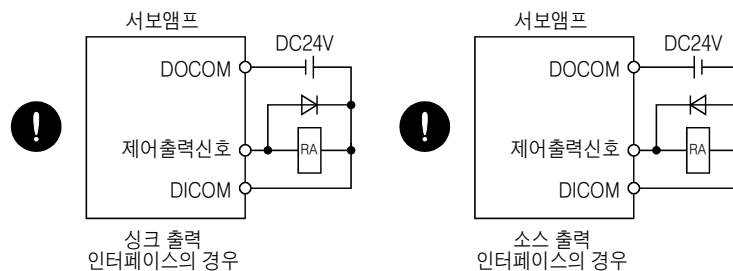 서보앰프
DC24V
DOCOM
제어출력신호
RA
DICOM
싱크 출력
인터페이스의 경우
서보앰프
DC24V
DOCOM
제어출력신호
RA
DICOM
소스 출력
인터페이스의 경우